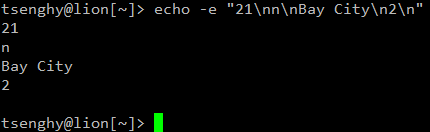 tsenghy@lion[~]> echo -e "21\nn\nBay City\n2\n"
21
n
Bay City
2
tsenghy@lion[~]>